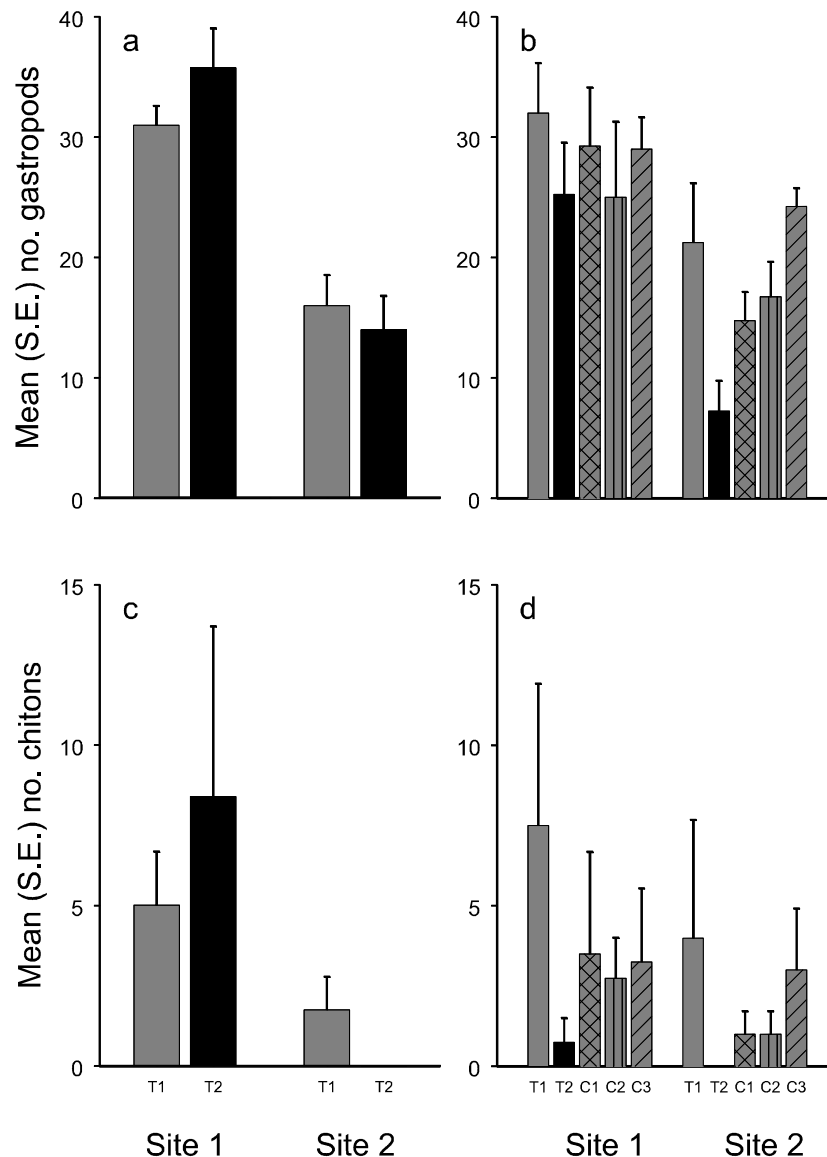 a
b
Mean (S.E.) no. gastropods
40
30
20
10
0
40
30
20
10
0
c
d
Mean (S.E.) no. chitons
15
10
5
0
15
10
5
0
T1 T2 T1 T2
T1 T2 C1 C2 C3 T1 T2 C1 C2 C3
Site 1 Site 2
Site 1 Site 2